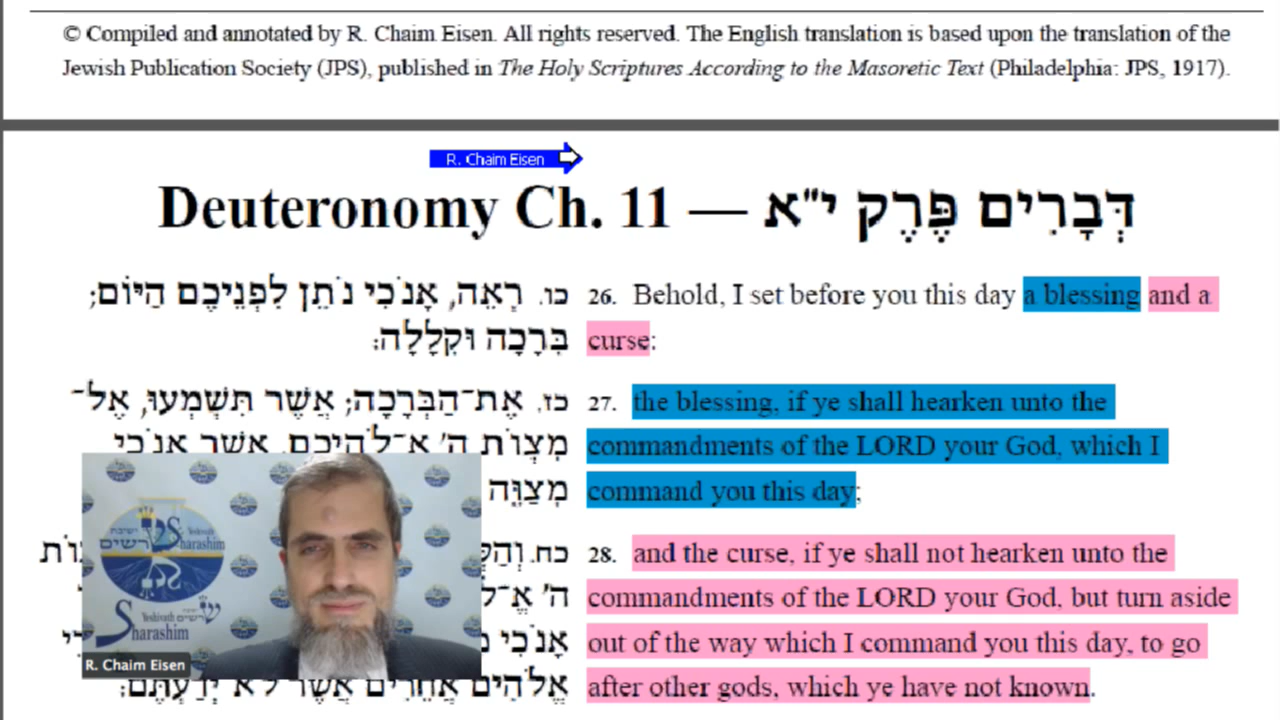 © Compiled and annotated by R. Chaim Eisen. All rights reserved. The English translation is based upon the translation of the
Jewish Publication Society (JPS), published in The Holy Scriptures According to the Masoretic Text (Philadelphia: JPS, 1917).
R. Chaim Eisen
Deuteronomy Ch. 11 — דְּבָרִים פֶּרֶק י"א
כו. רְאֵה, אָנֹכִי נֹתֵן לִפְנֵיכֶם הַיּוֹם;
בְּרָכָה וּקְלָלָה:
26. Behold, I set before you this day a blessing and a
curse:
כז. אֶת־הַבְּרָכָה; אֲשֶׁר תִּשְׁמְעוּ, אֶל־
מִצְוֹת ה' א־לֹהֵיכֶם, אֲשֶׁר אָנֹכִי
מְצַוֶּה
27. the blessing, if ye shall hearken unto the
commandments of the LORD your God, which I
command you this day;
כח.
ה'
אָנֹכִי
אֱלֹהִים אֲחֵרִים אֲשֶׁר לֹא יְדַעְתֶּם:
28. and the curse, if ye shall not hearken unto the
commandments of the LORD your God, but turn aside
out of the way which I command you this day, to go
after other gods, which ye have not known.
ישיבת
שרשים
Yeshivath
Sharashim
Yeshivath
Sharashim
R. Chaim Eisen